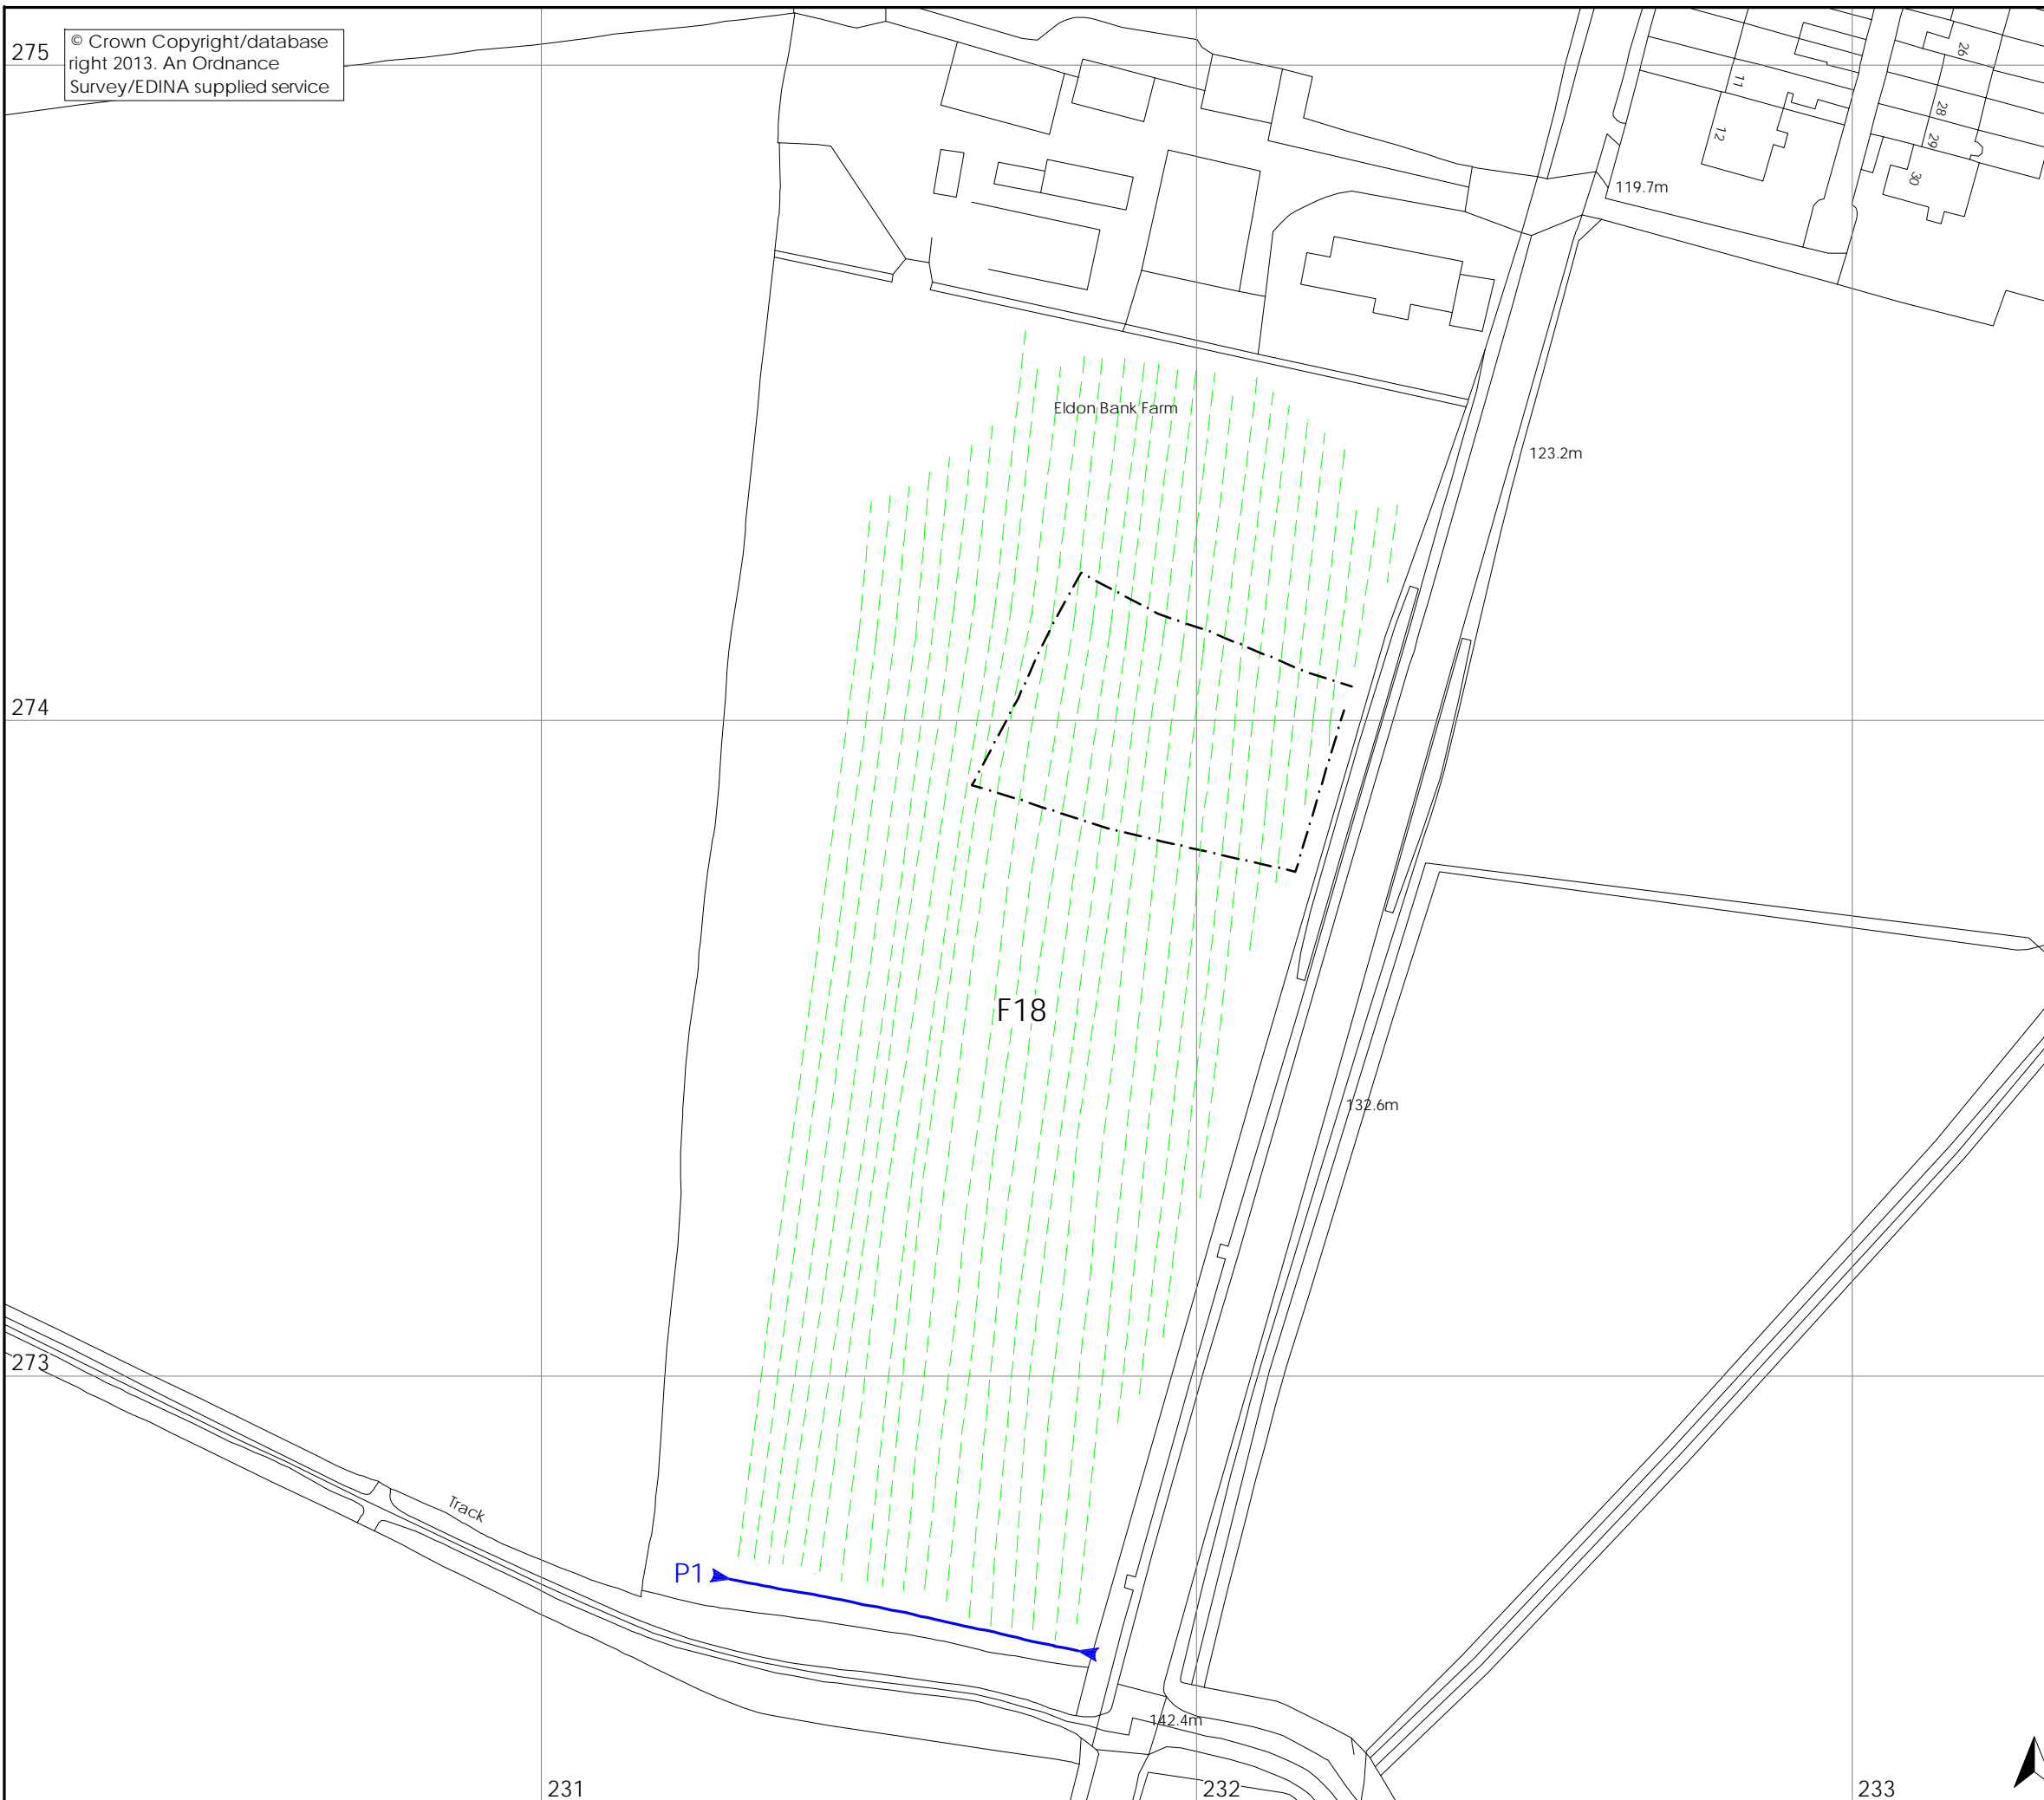 275
© Crown Copyright/database
right 2013. An Ordnance
Survey/EDINA supplied service
26
11
28
12
29
30
119.7m
Eldon Bank Farm
123.2m
274
F18
132.6m
273
Track
P1
142.4m
231
232
233